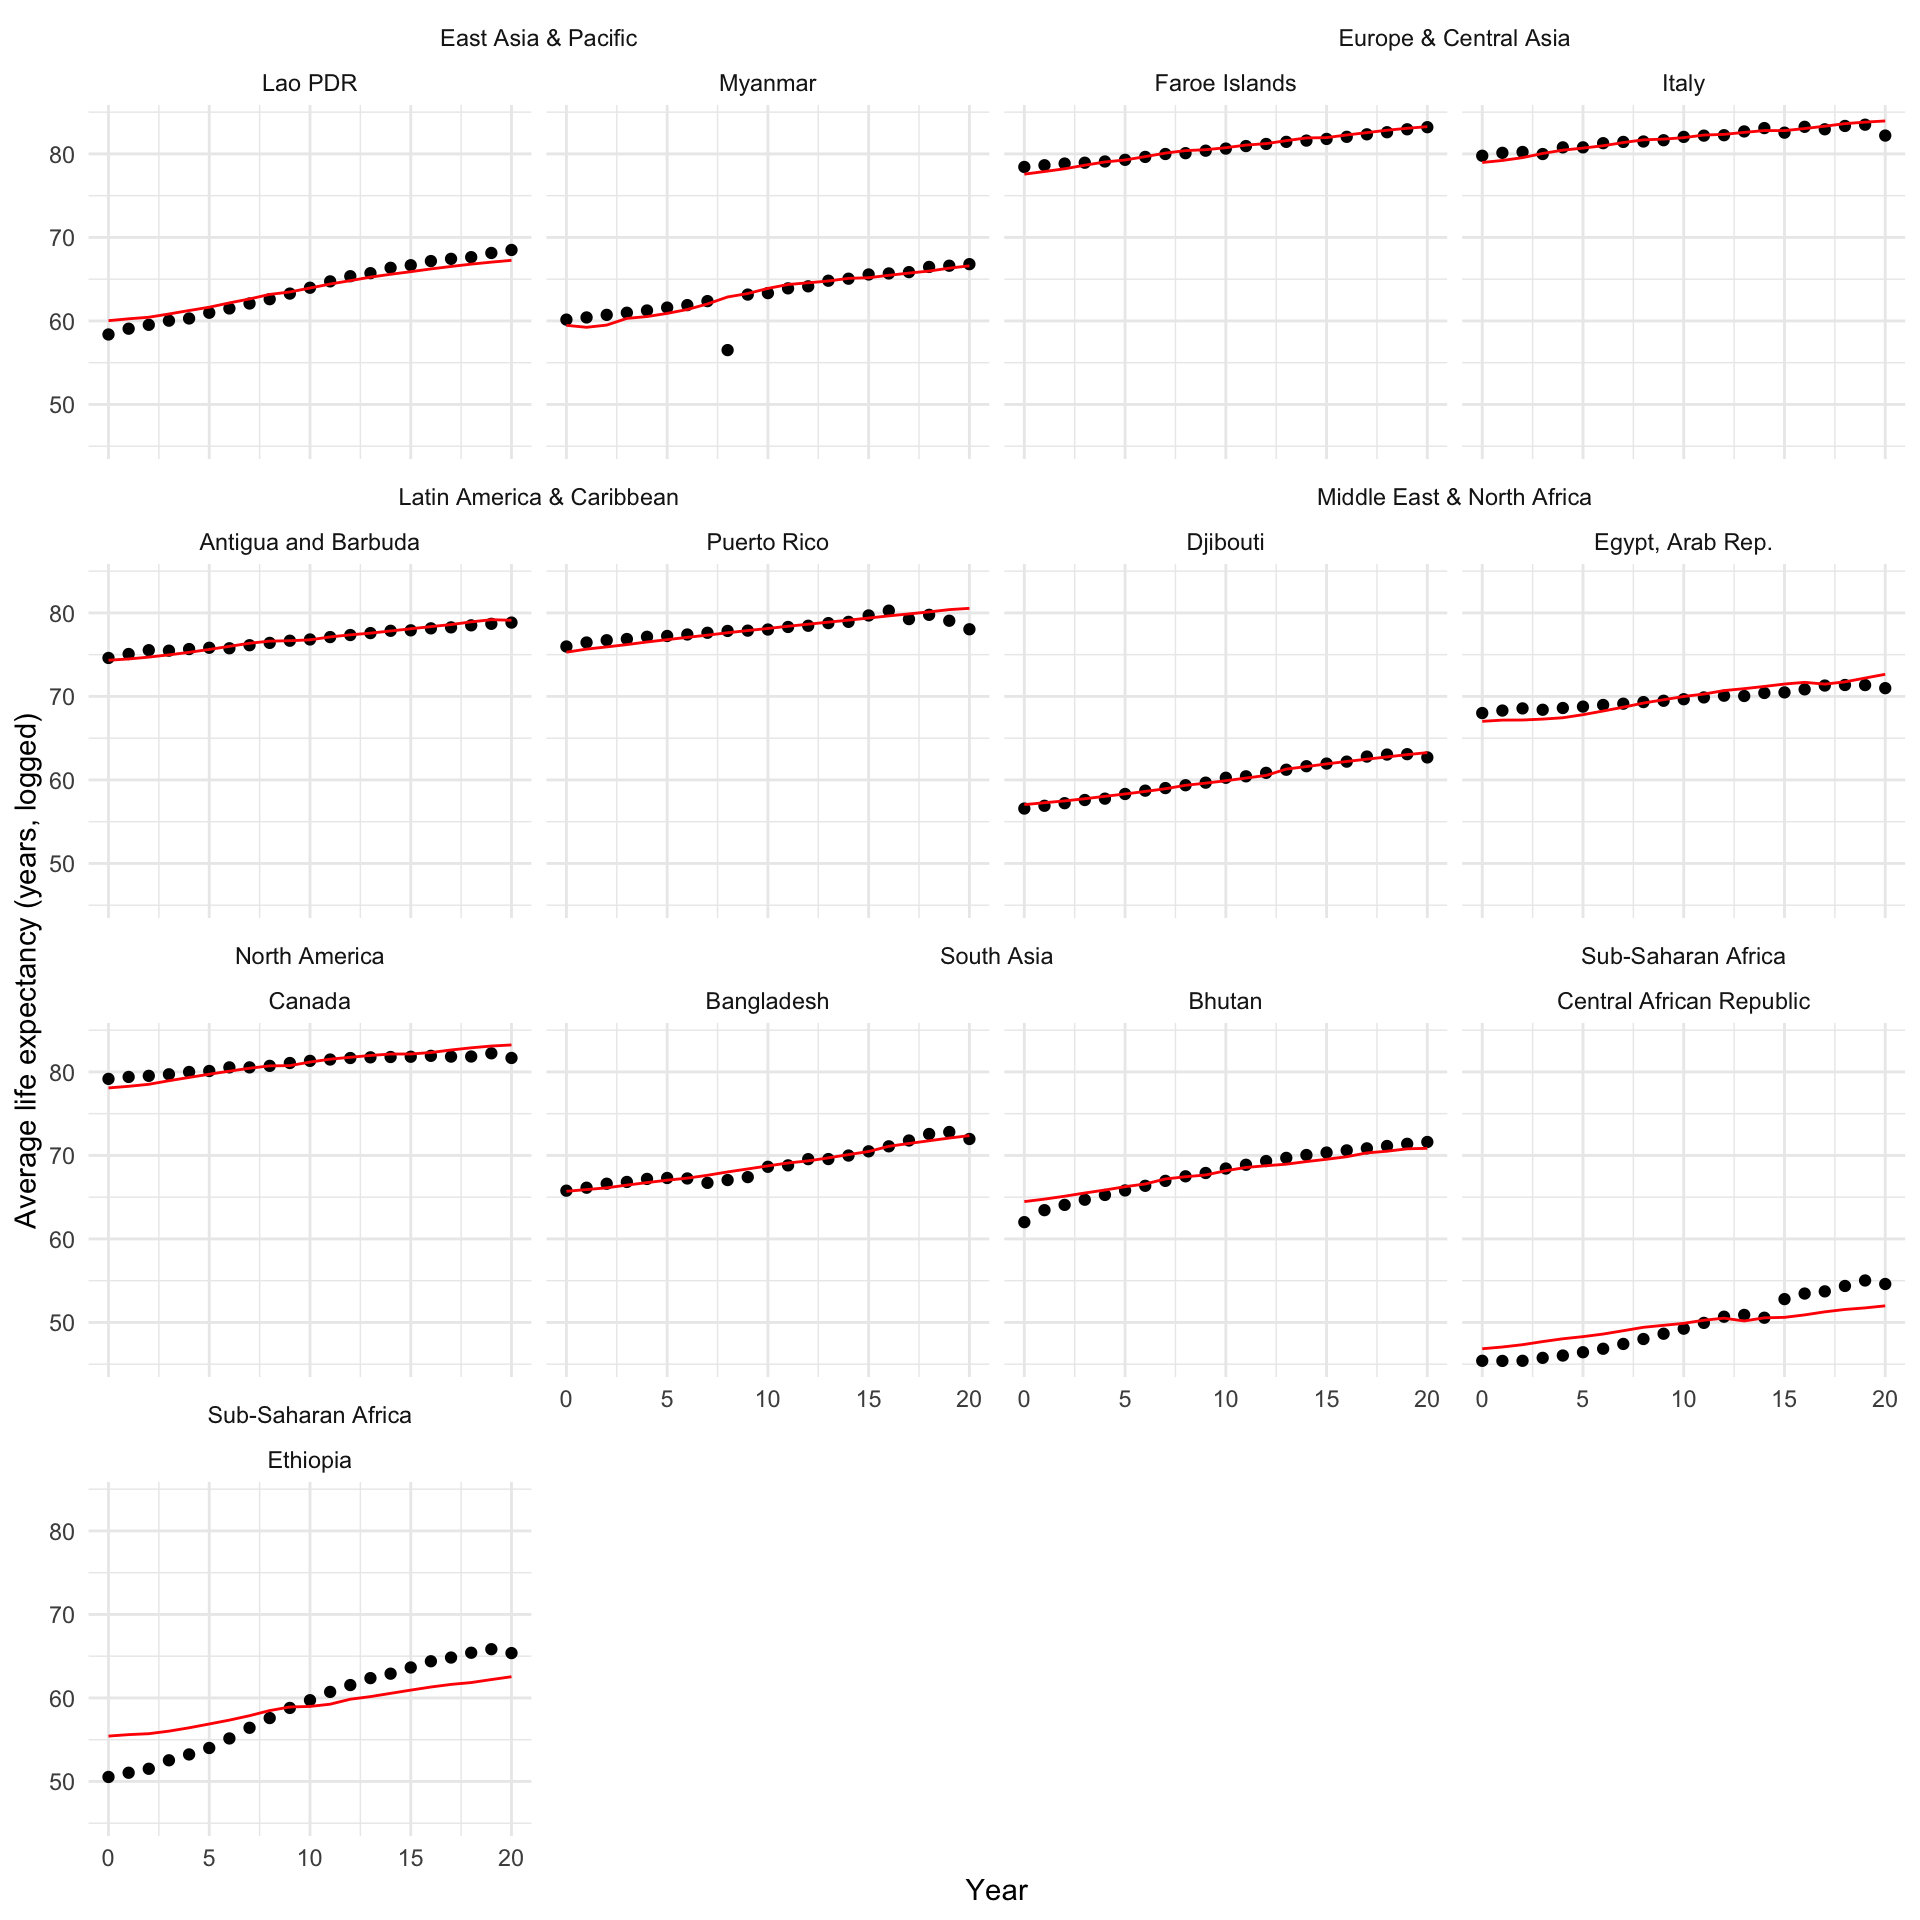 East Asia & Pacific
Europe & Central Asia
Lao PDR
Myanmar
Faroe Islands
Italy
80
70
60
50
Latin America & Caribbean
Middle East & North Africa
Antigua and Barbuda
Puerto Rico
Djibouti
Egypt, Arab Rep.
80
70
60
50
Average life expectancy (years, logged)
North America
South Asia
Sub-Saharan Africa
Canada
Bangladesh
Bhutan
Central African Republic
80
70
60
50
0 5 10 15 20
0 5 10 15 20
0 5 10 15 20
Sub-Saharan Africa
Ethiopia
80
70
60
50
0 5 10 15 20
Year